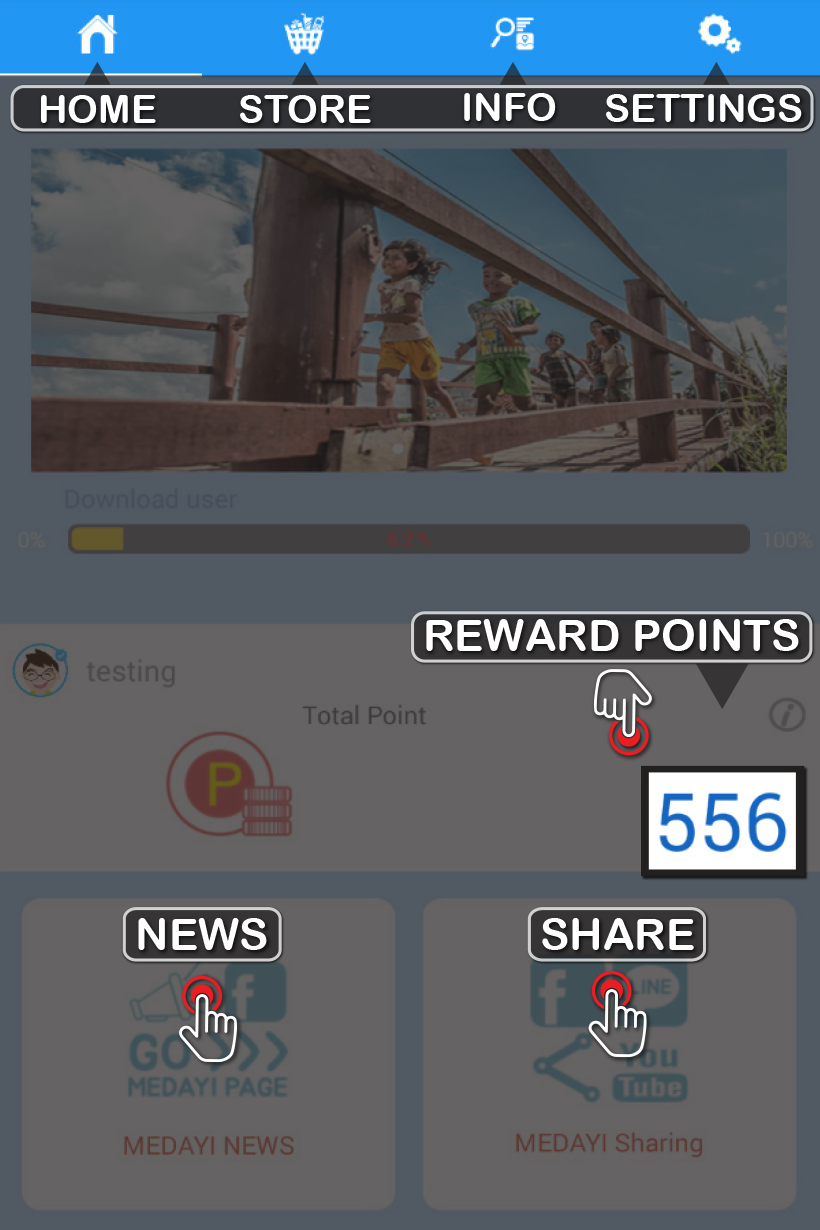 HOME STORE INFO SETTINGS
Download user
0% 100%
REWARD POINTS
testing
Total Point
P
556
NEWS SHARE
f f LINE
GO You
MEDAYI PAGE Tube
MEDAYI NEWS MEDAYI Sharing